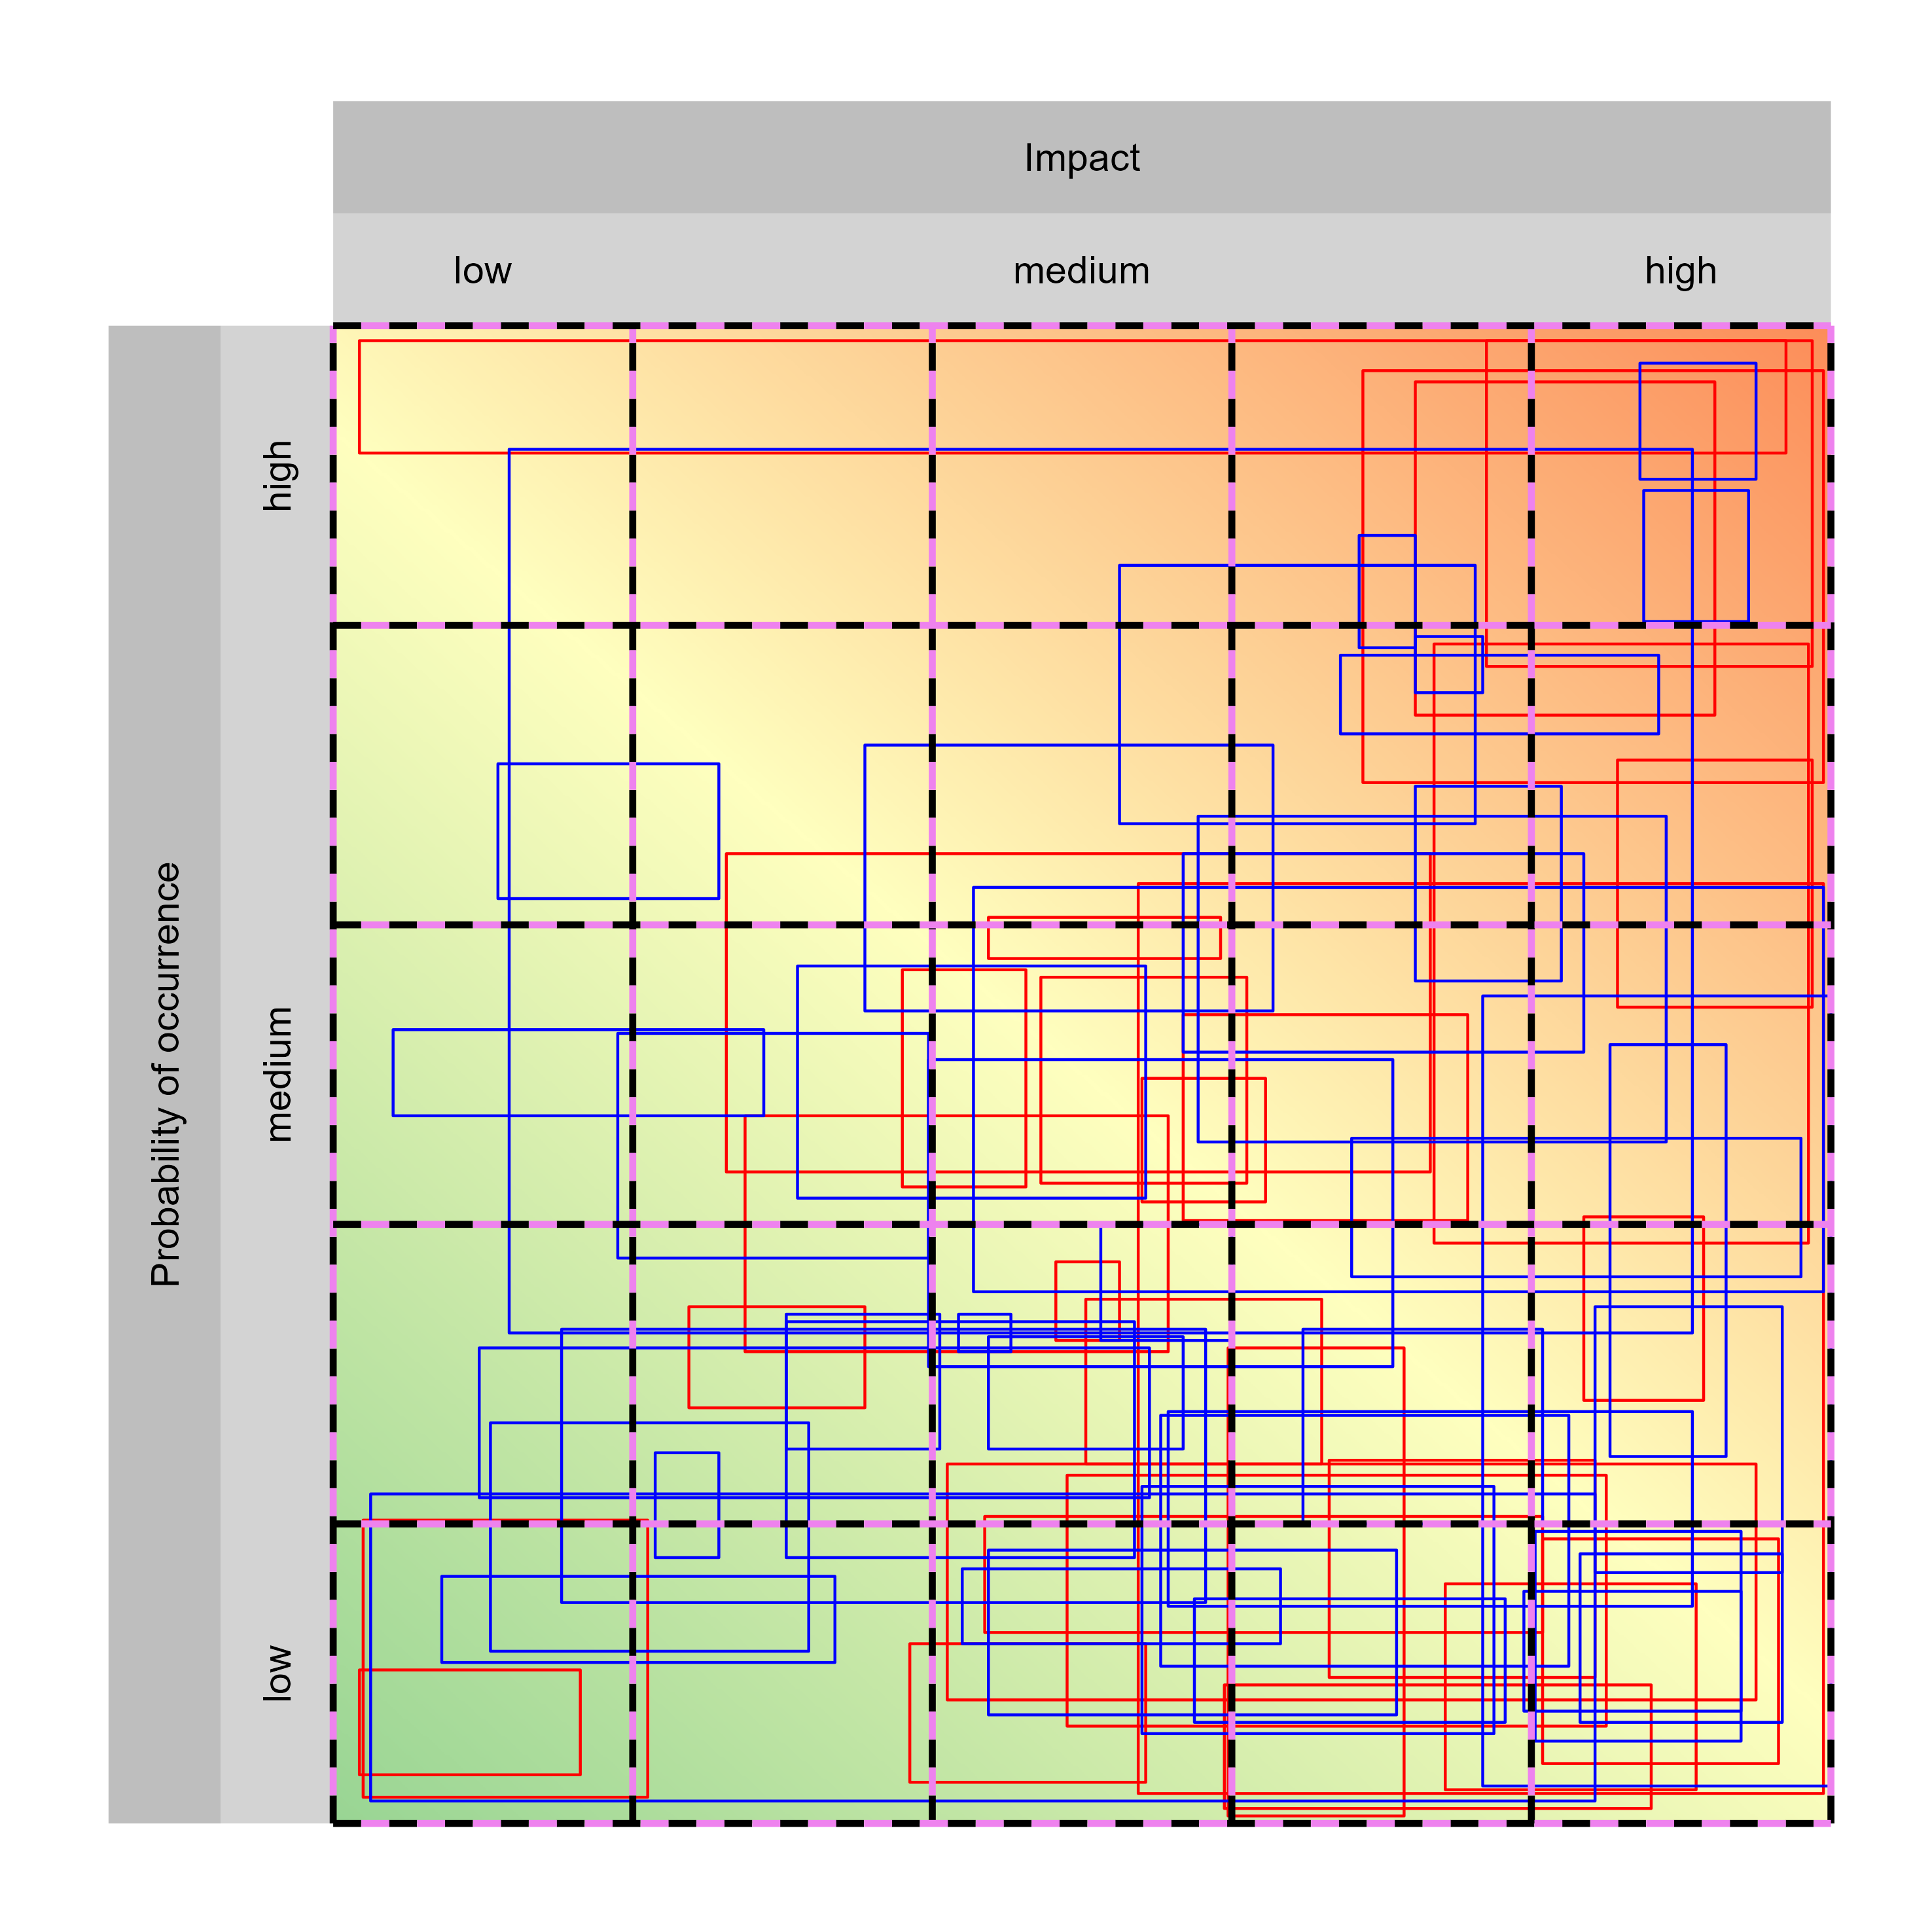 Impact
low medium high
Probability of occurrence
high
medium
low